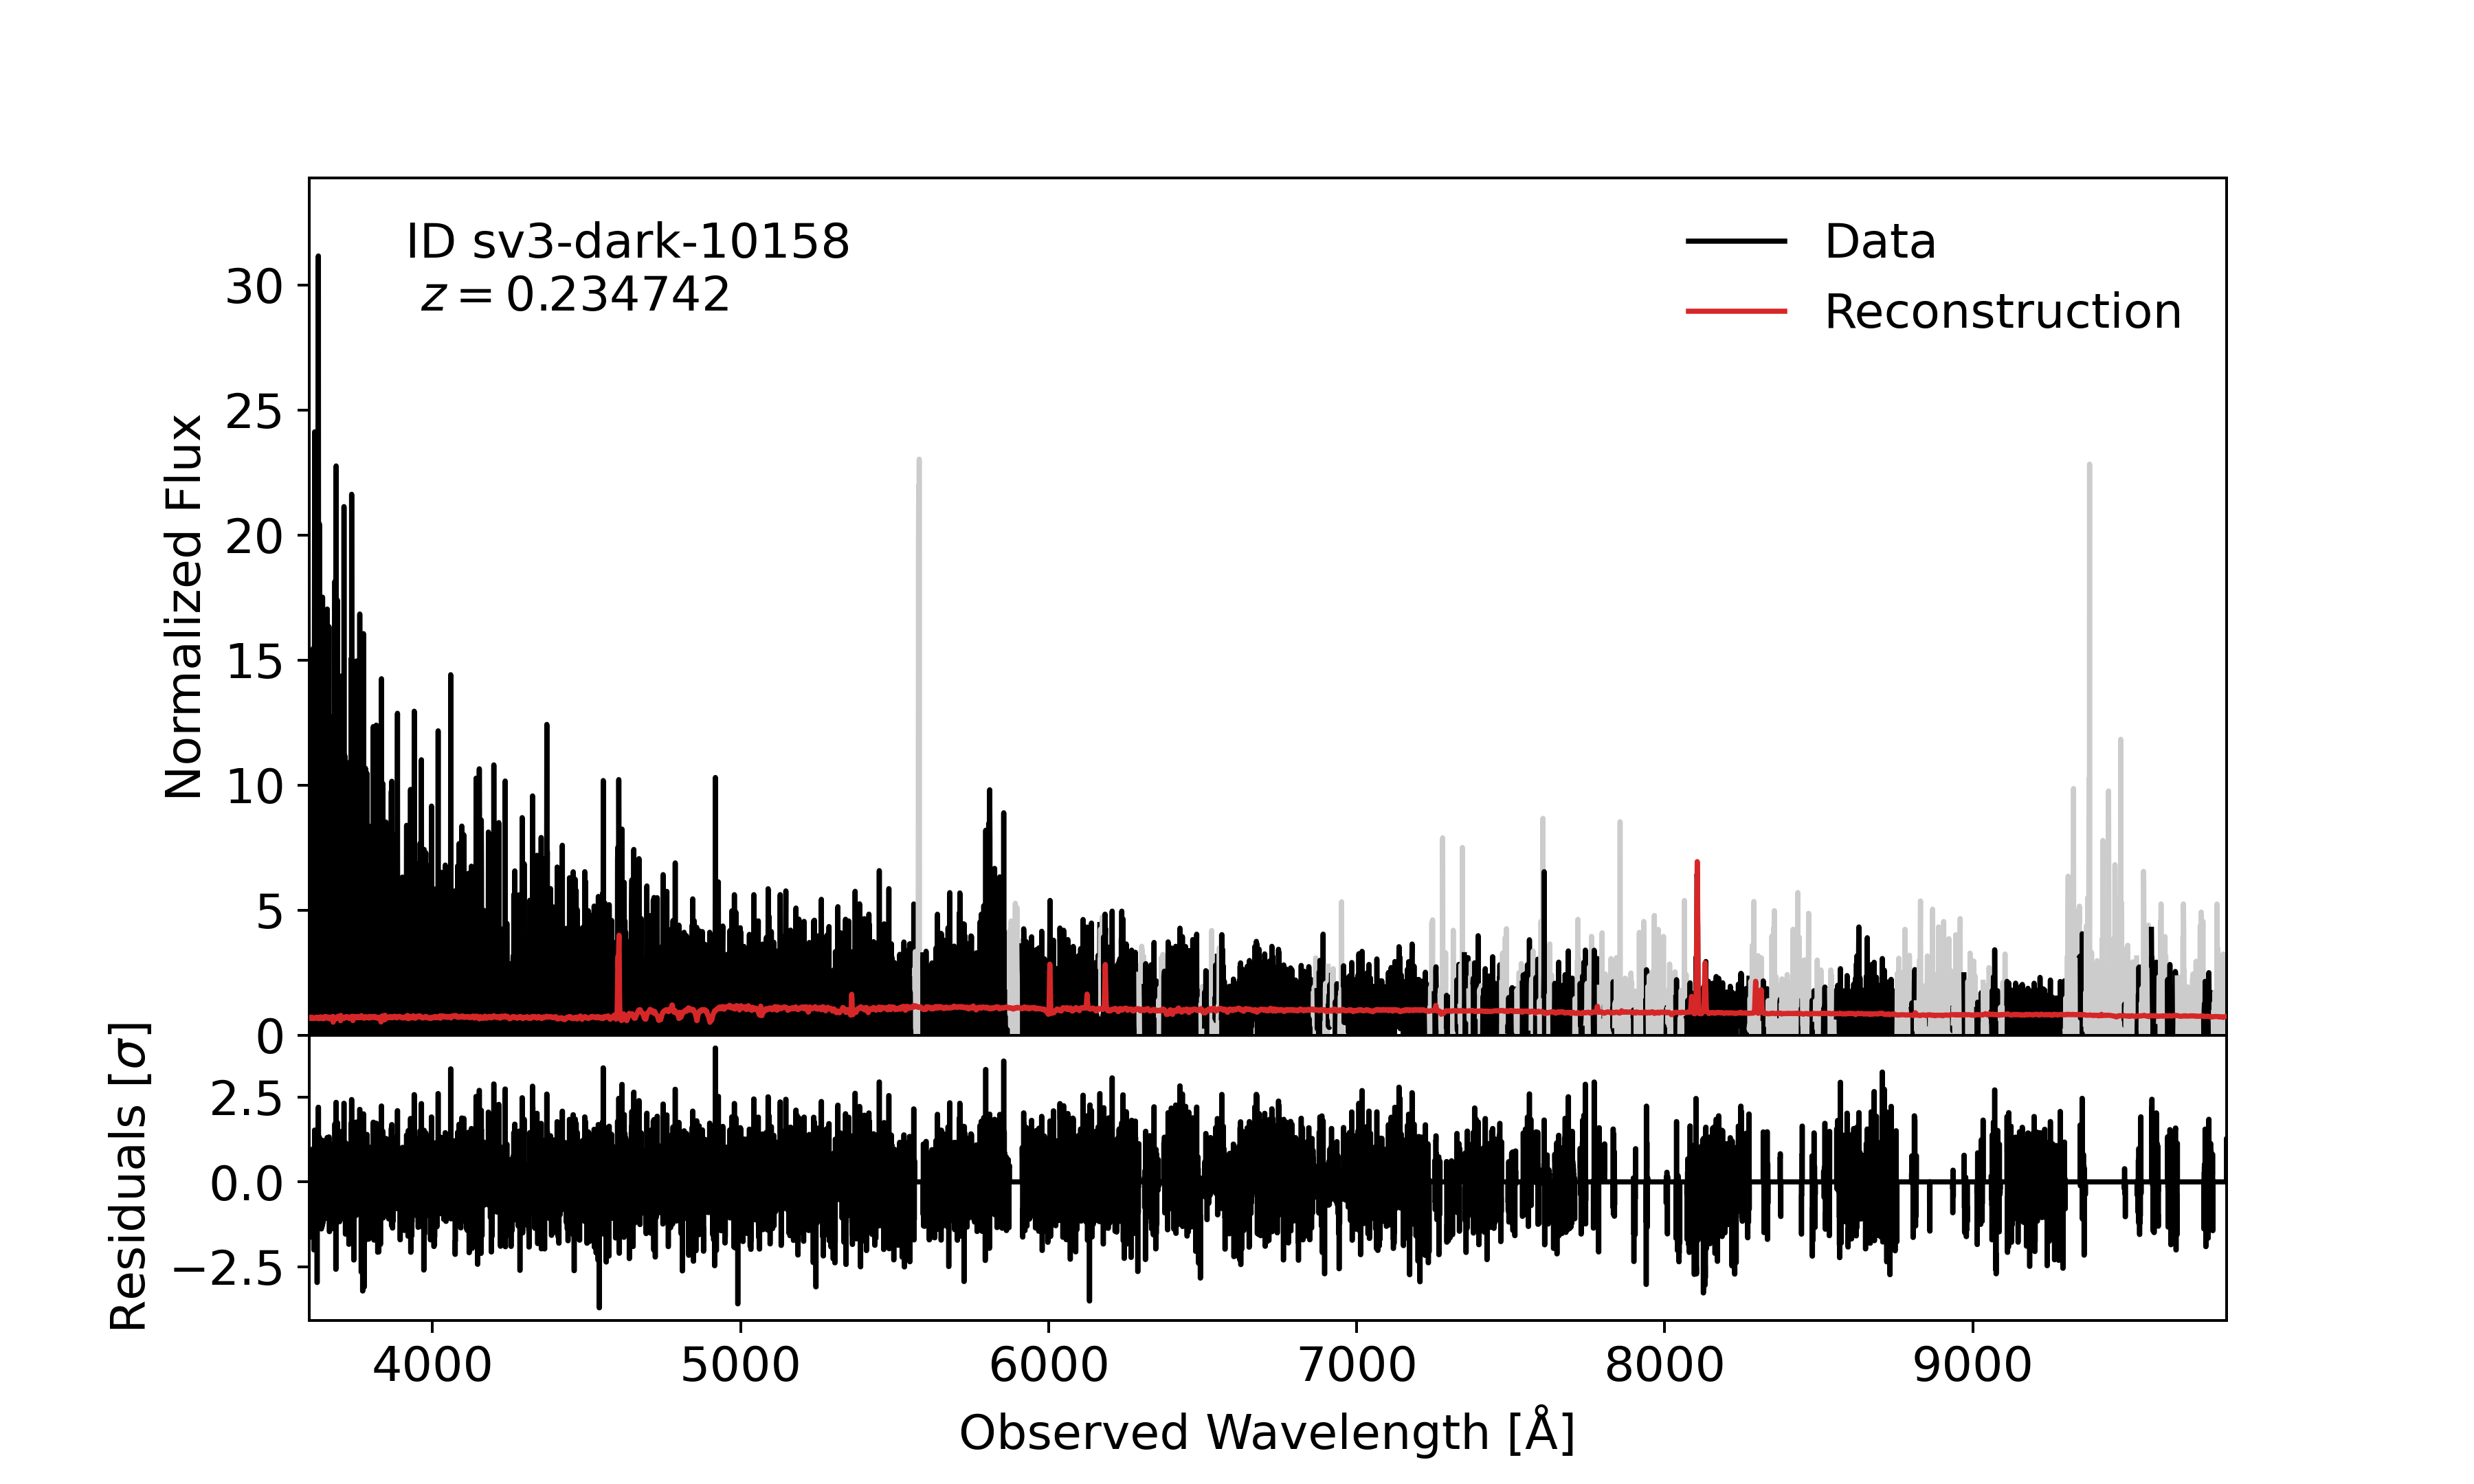 ID sv3-dark-10158
z = 0.234742
Data
Reconstruction
Normalized Flux
30
25
20
15
10
5
0
Residuals [σ]
2.5
0.0
−2.5
4000 5000 6000 7000 8000 9000
Observed Wavelength [Å]